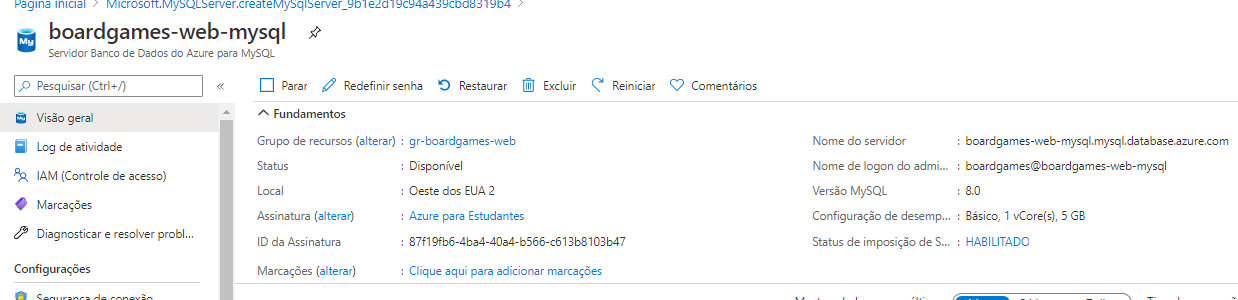 Página inicial > Microsoft.MySQLServer.createMySqlServer_9b1e2d19c94a439cbd8319b4 >
boardgames-web-mysql
Servidor Banco de Dados do Azure para MySQL
Pesquisar (Ctrl+/)
«
Parar Redefinir senha Restaurar Excluir Reiniciar Comentários
Visão geral
Log de atividade
IAM (Controle de acesso)
Marcações
Diagnosticar e resolver probl...
Configurações
Segurança de conexão
Fundamentos
Grupo de recursos (alterar) : gr-boardgames-web
Status : Disponível
Local : Oeste dos EUA 2
Assinatura (alterar) : Azure para Estudantes
ID da Assinatura : 87f19fb6-4ba4-40a4-b566-c613b8103b47
Marcações (alterar) : Clique aqui para adicionar marcações
Nome do servidor : boardgames-web-mysql.mysql.database.azure.com
Nome de logon do admi... : boardgames@boardgames-web-mysql
Versão MySQL : 8.0
Configuração de desemp... : Básico, 1 vCore(s), 5 GB
Status de imposição de S... : HABILITADO